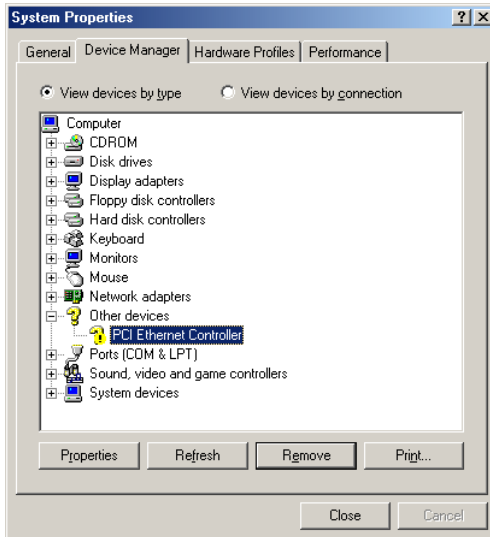 System Properties
General Device Manager Hardware Profiles Performance
View devices by type View devices by connection
Computer
CDROM
Disk drives
Display adapters
Floppy disk controllers
Hard disk controllers
Keyboard
Monitors
Mouse
Network adapters
Other devices
PCI Ethernet Controller
Ports (COM & LPT)
Sound, video and game controllers
System devices
Properties Refresh Remove Print...
Close Cancel